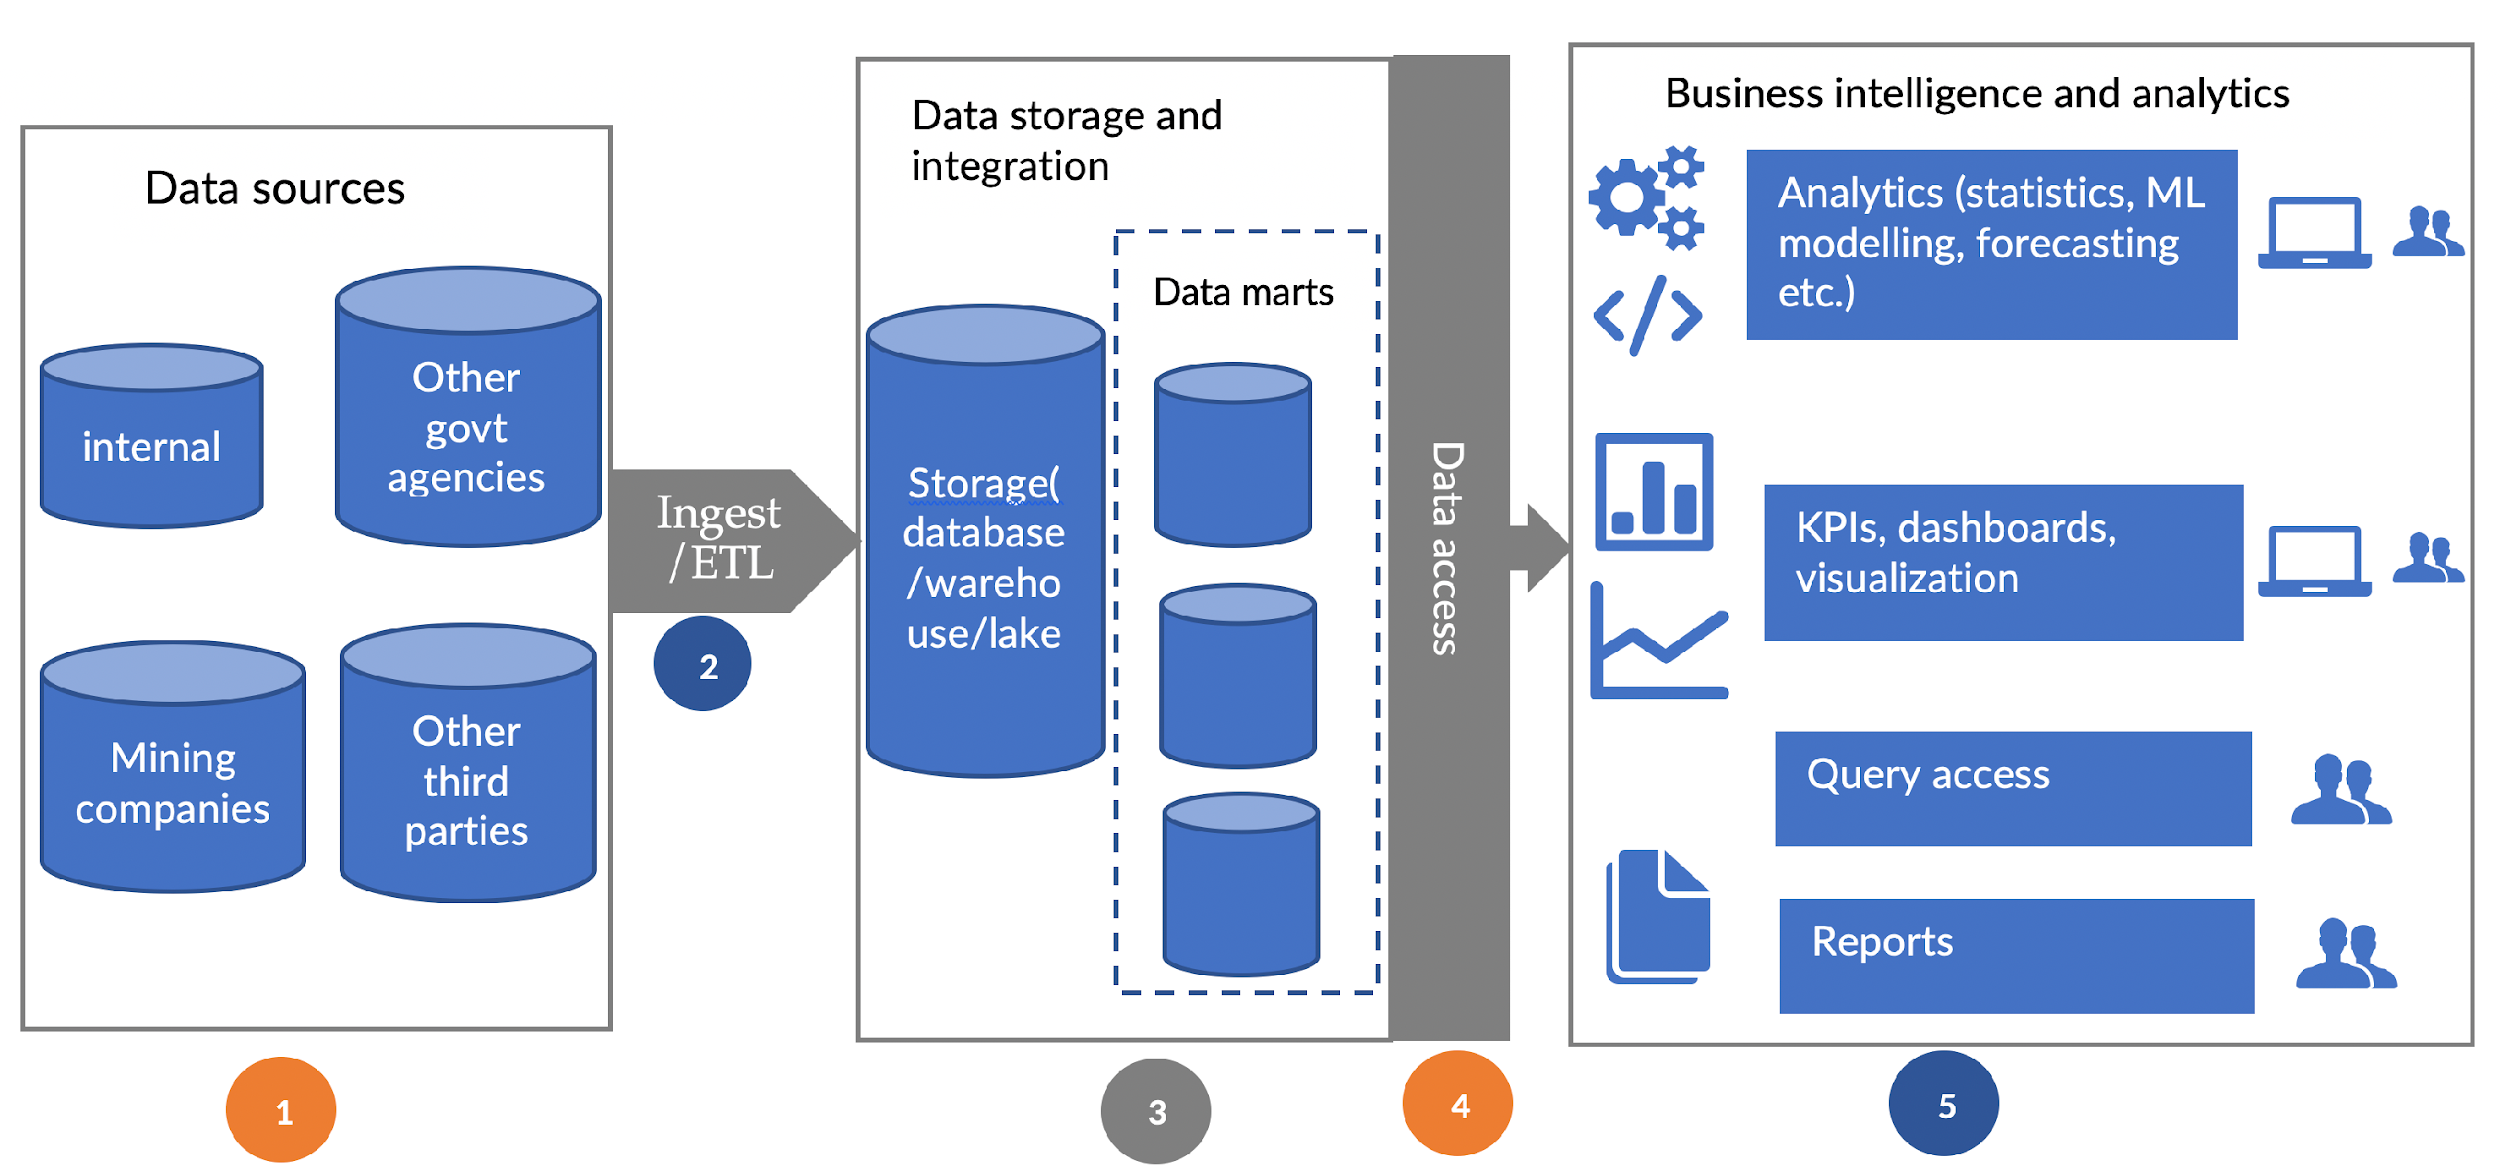 Data sources
internal
Other
govt
agencies
Mining
companies
Other
third
parties
1
Ingest
/ETL
2
Data storage and
integration
Storage(
database
/wareho
use/lake
Data marts
3
Data access
4
Business intelligence and analytics
Analytics (statistics, ML
modelling, forecasting
etc.)
KPIs, dashboards,
visualization
Query access
Reports
5